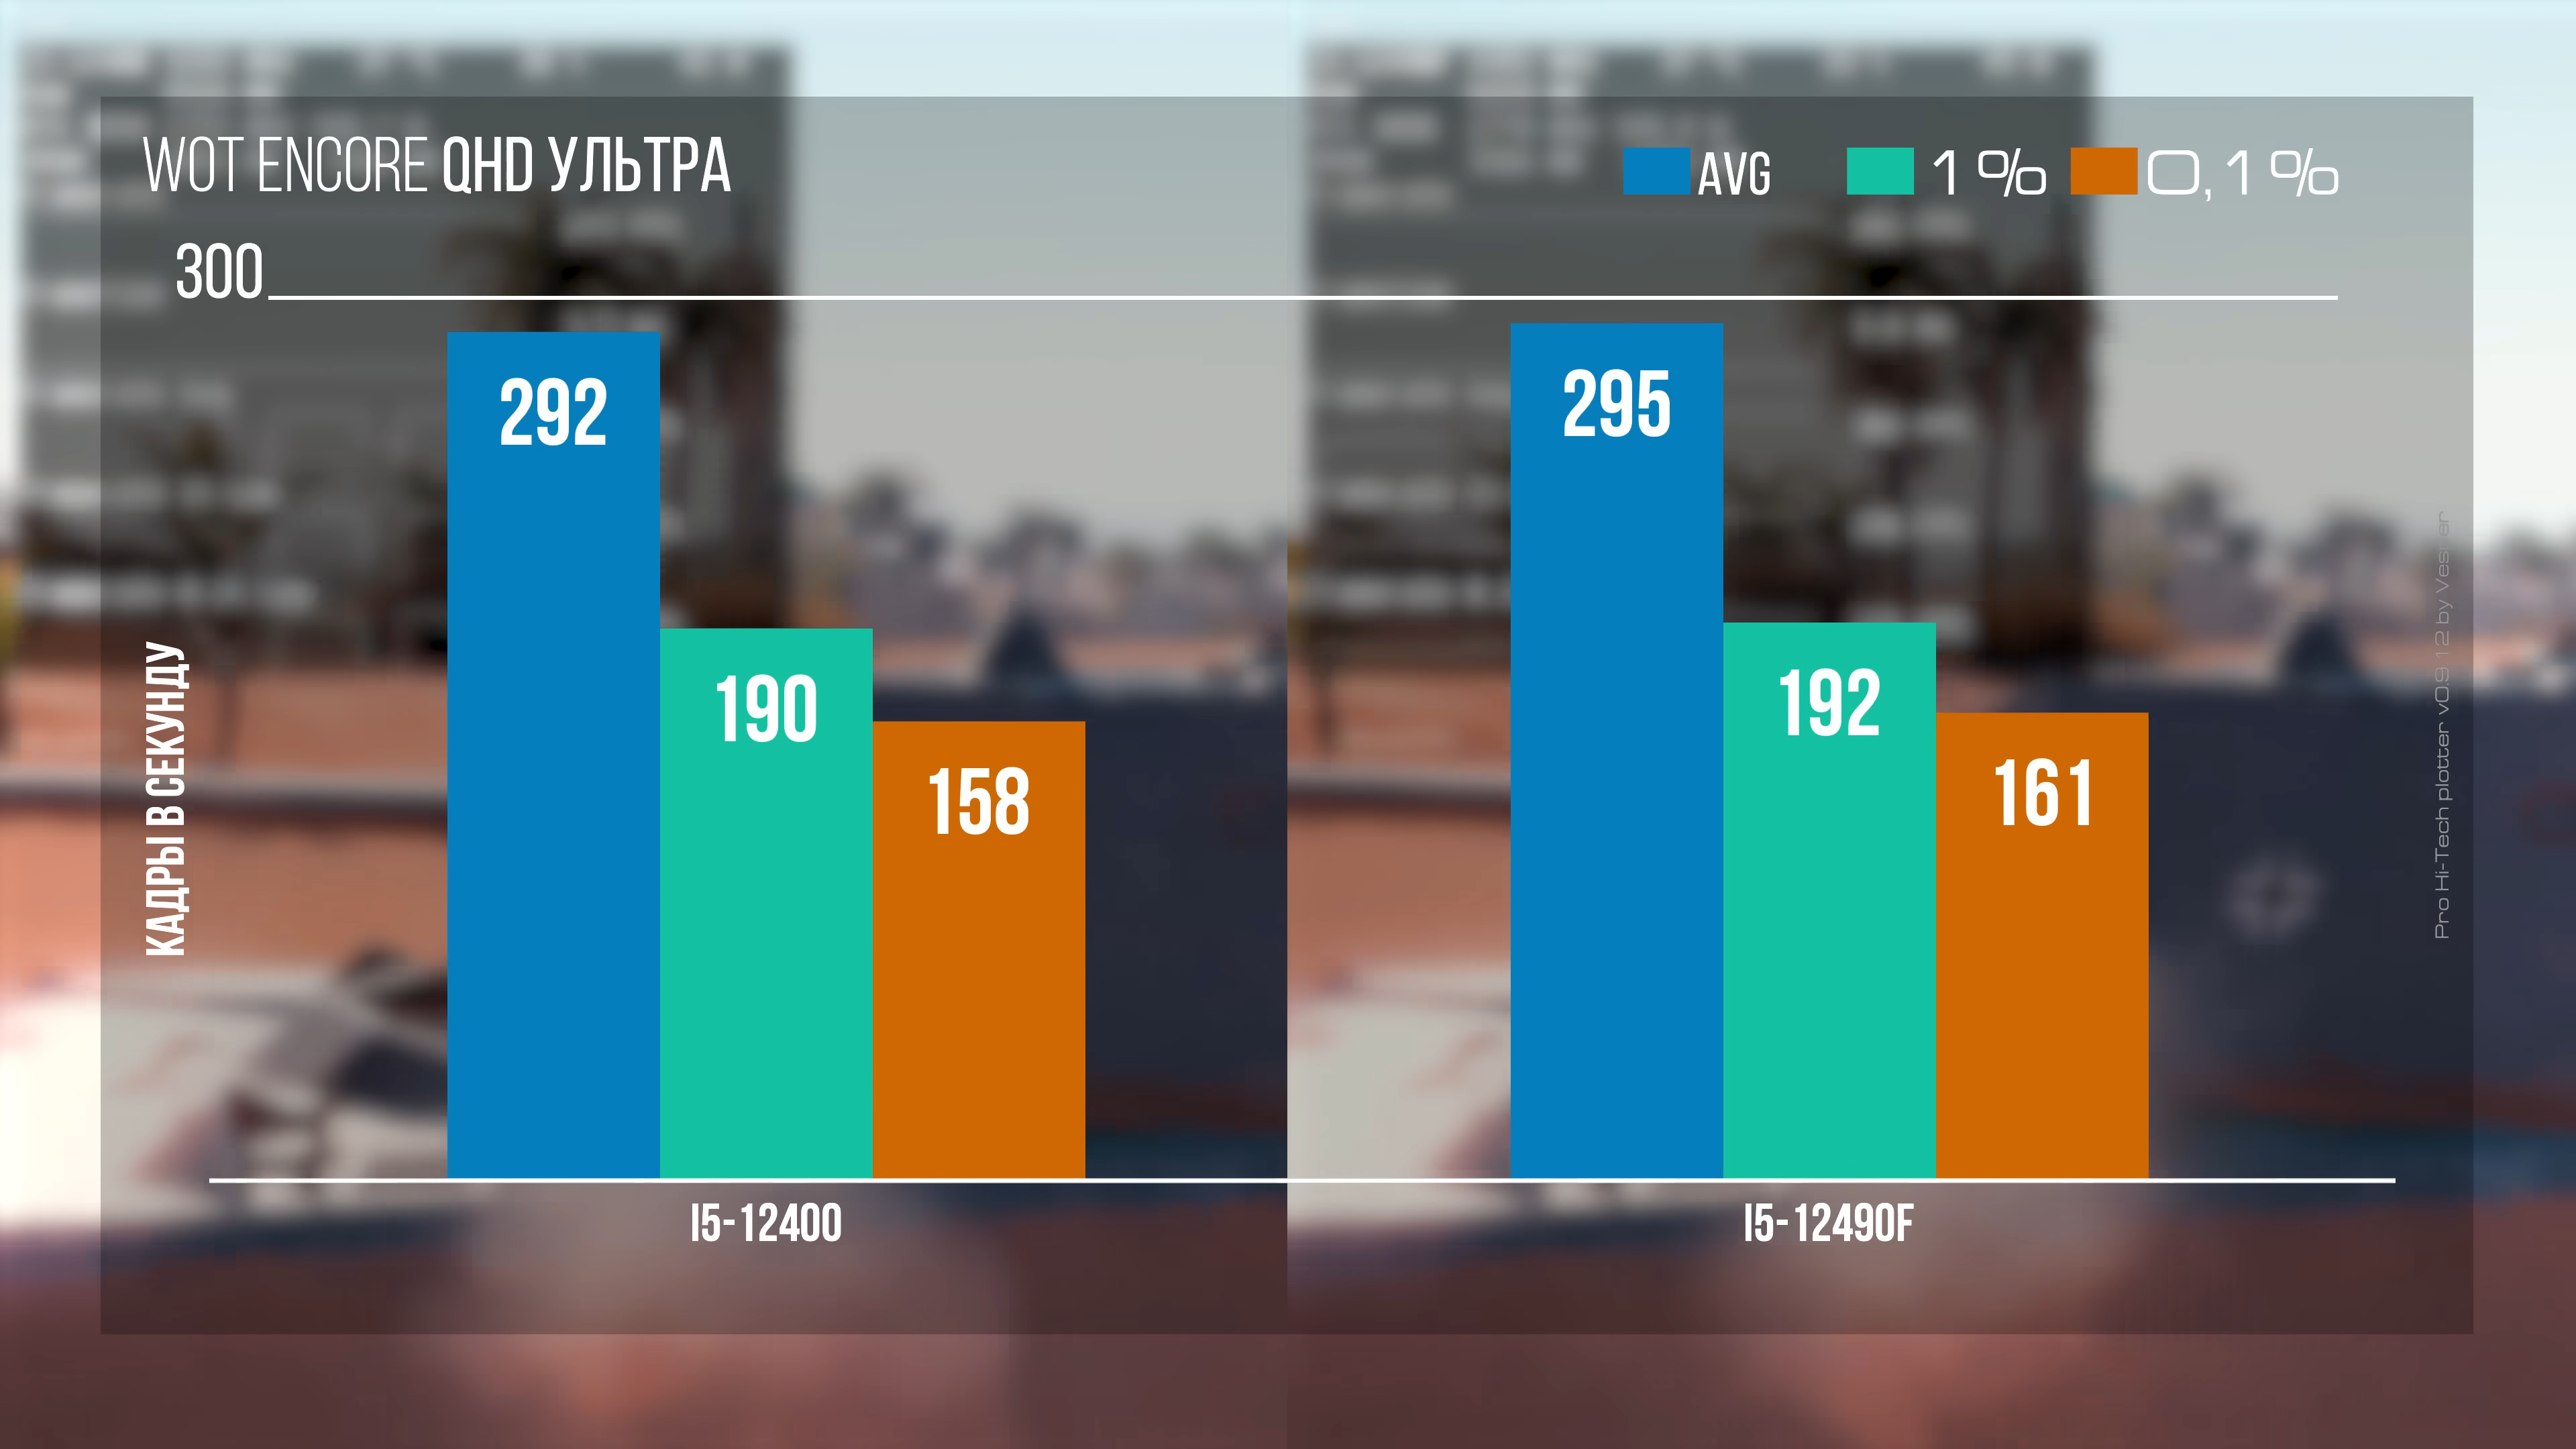 WOT ENCORE QHD УЛЬТРА
AVG 1% 0,1%
300
КАДРЫ В СЕКУНДУ
292
190
158
295
192
161
I5-12400
I5-12490F
Pro Hi-Tech plotter v0.9.12 by